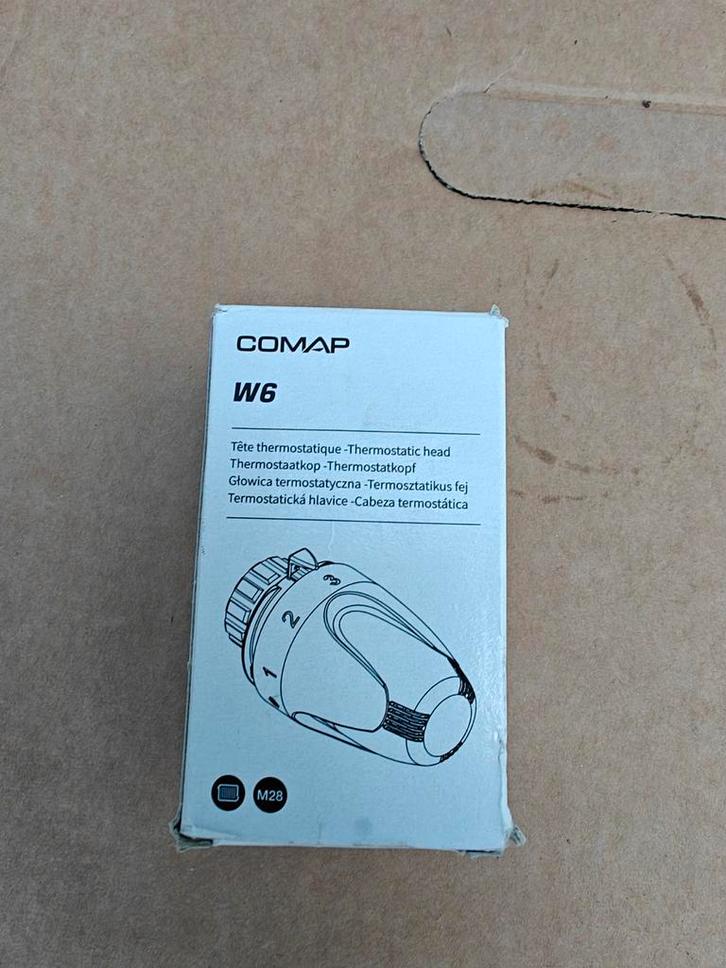 COMAP
W6
Tête thermostatique -Thermostatic head
Thermostaatkop -Thermostatkopf
Głowica termostatyczna -Termosztatikus fej
Termostatická hlavice -Cabeza termostática
3
2
1
M28